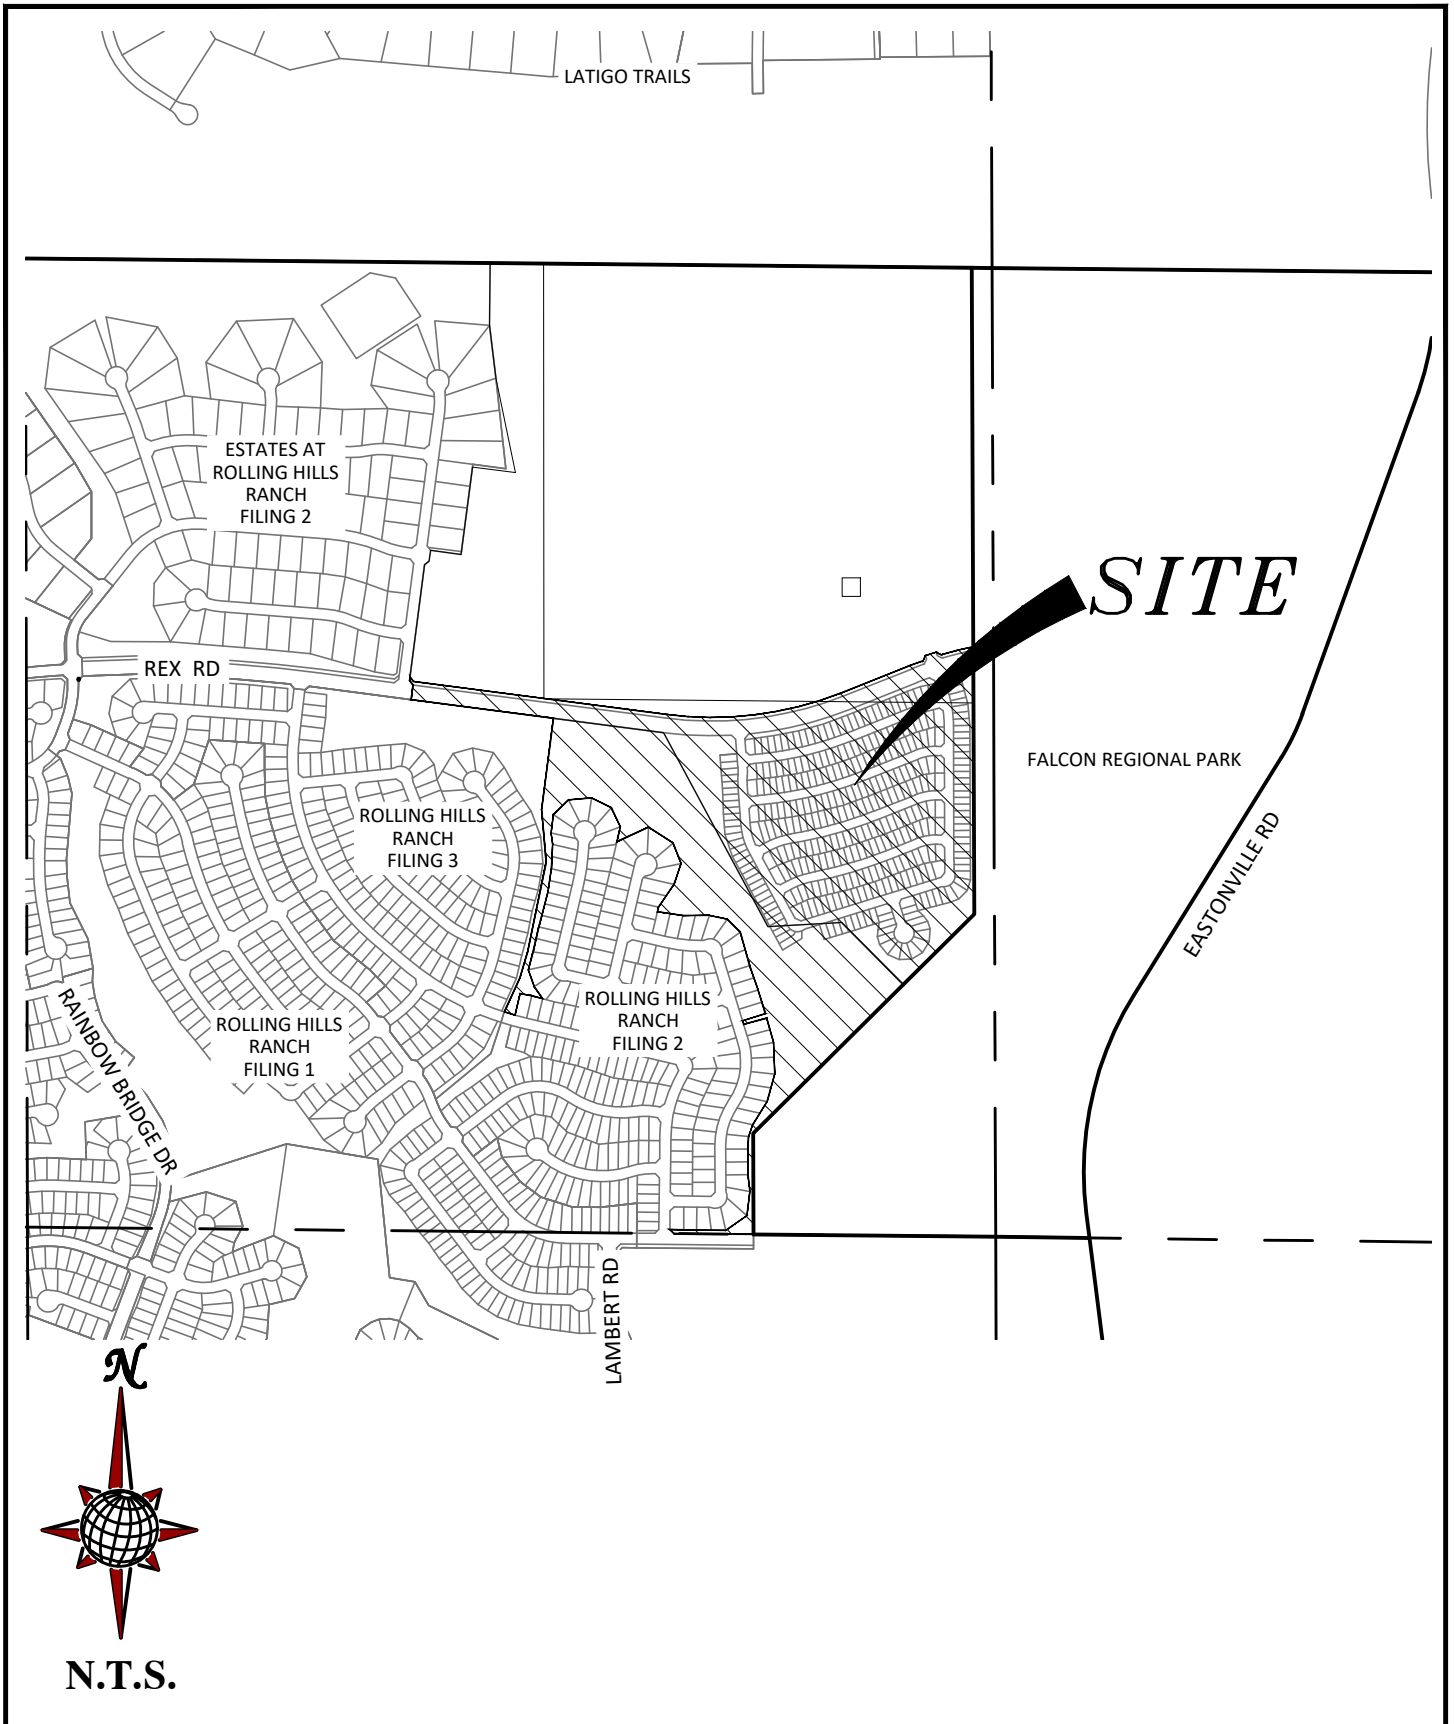 LATIGO TRAILS
ESTATES AT
ROLLING HILLS
RANCH
FILING 2
SITE
REX RD
FALCON REGIONAL PARK
ROLLING HILLS
RANCH
FILING 3
EASTONVILLE RD
ROLLING HILLS
RANCH
FILING 2
ROLLING HILLS
RANCH
FILING 1
RAINBOW BRIDGE DR
LAMBERT RD
N
N.T.S.